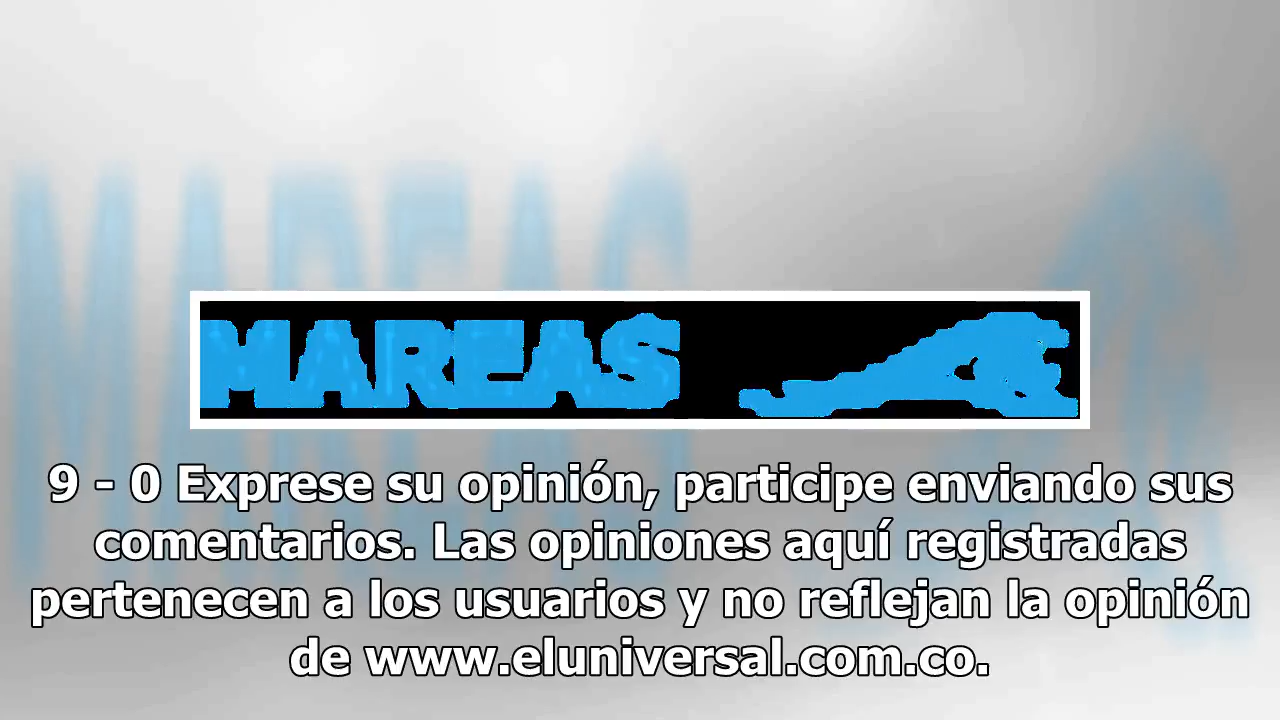 MAREAS
9 - 0 Exprese su opinión, participe enviando sus
comentarios. Las opiniones aquí registradas
pertenecen a los usuarios y no reflejan la opinión
de www.eluniversal.com.co.